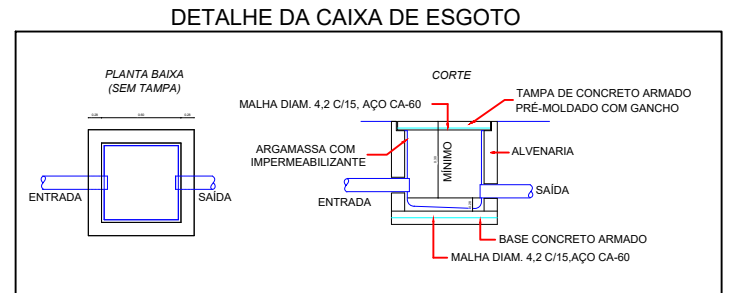 DETALHE DA CAIXA DE ESGOTO
PLANTA BAIXA
(SEM TAMPA)
ENTRADA
SAÍDA
CORTE
MALHA DIAM. 4,2 C/15, AÇO CA-60
TAMPA DE CONCRETO ARMADO
PRÉ-MOLDADO COM GANCHO
ARGAMASSA COM
IMPERMEABILIZANTE
MÍNIMO
ALVENARIA
ENTRADA
SAÍDA
BASE CONCRETO ARMADO
MALHA DIAM. 4,2 C/15,AÇO CA-60